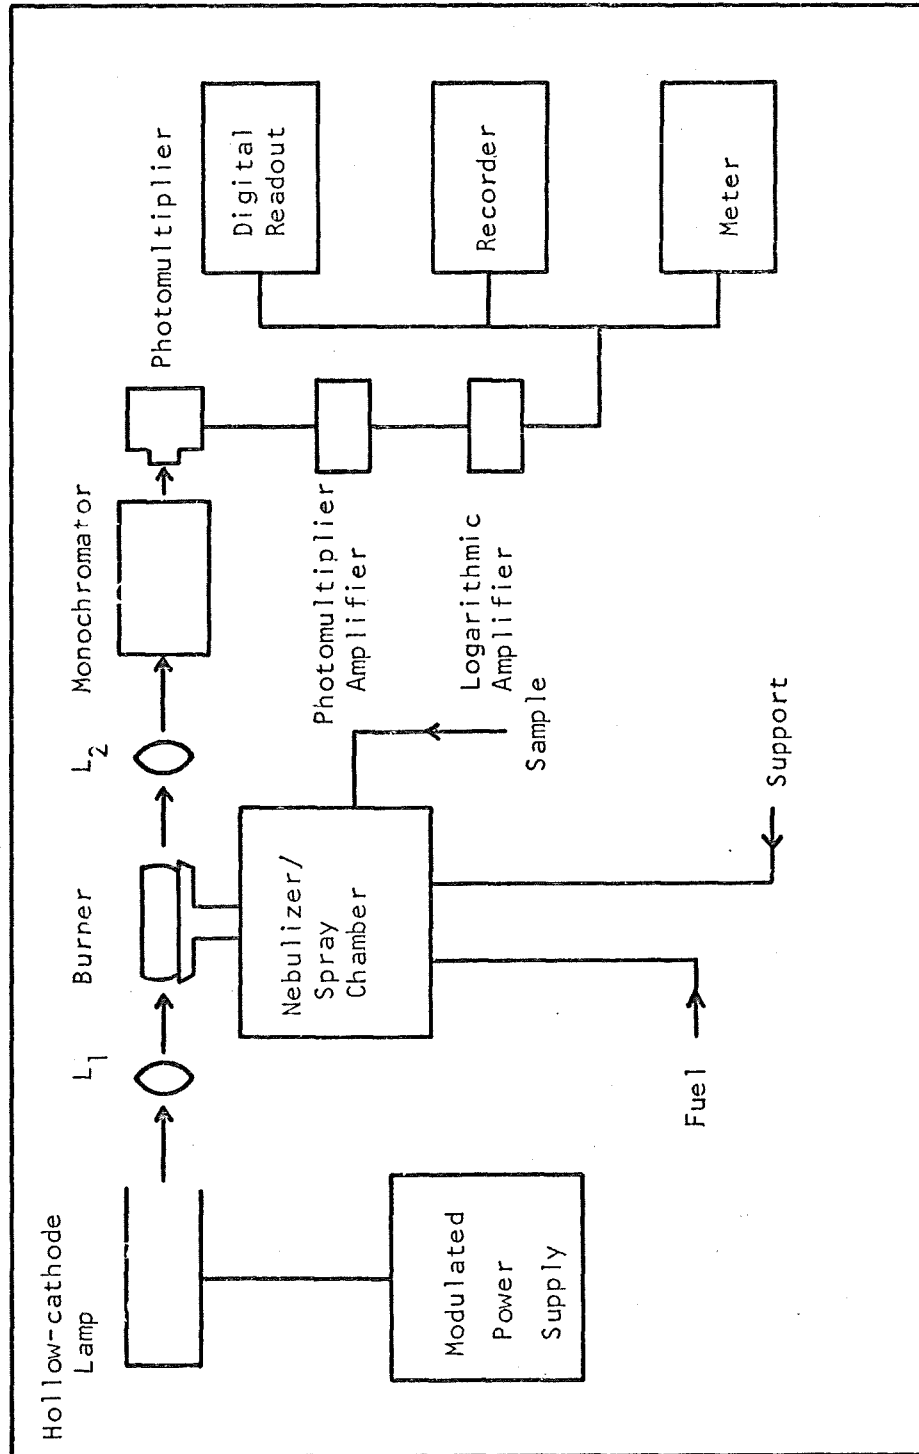 Hollow-cathode
Lamp
L1
Burner
L2
Monochromator
Photomultiplier
Modulated
Power
Supply
Nebulizer/
Spray
Chamber
Fuel
Support
Sample
Photomultiplier
Amplifier
Logarithmic
Amplifier
Digital
Readout
Recorder
Meter